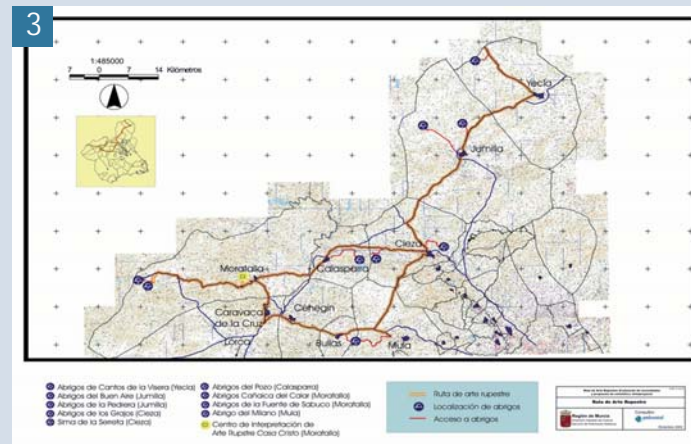 3
1:485000
7 0 7 14 Kilómetros
Yecla
Jumilla
Cieza
Moratalla
Calasparra
Caravaca
de la Cruz
Cehegin
Lorca
Bullas
Mula
Abrigos de Cantos de la Visera (Yecla)
Abrigos del Buen Aire (Jumilla)
Abrigos de la Pedrera (Jumilla)
Abrigos de los Grajos (Cieza)
Sima de la Serreta (Cieza)
Abrigos del Pozo (Calasparra)
Abrigos Cañaica del Calar (Moratalla)
Abrigos de la Fuente de Sabuco (Moratalla)
Abrigo del Milano (Mula)
Centro de Interpretación de
Arte Rupestre Casa Cristo (Moratalla)
Ruta de arte rupestre
Localización de abrigos
Acceso a abrigos
Ruta de Arte Rupestre
Región de Murcia